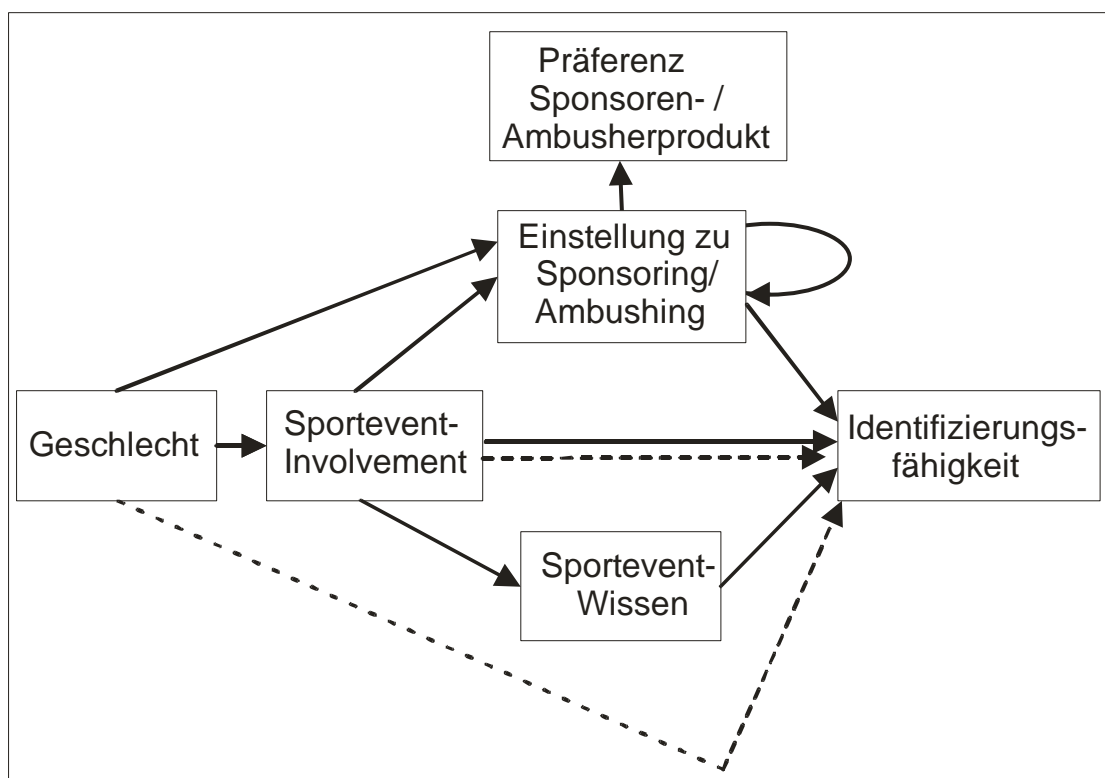 Präferenz
Sponsoren- /
Ambusherprodukt
Einstellung zu
Sponsoring/
Ambushing
Geschlecht
Sportevent-
Involvement
Identifizierungs-
fähigkeit
Sportevent-
Wissen